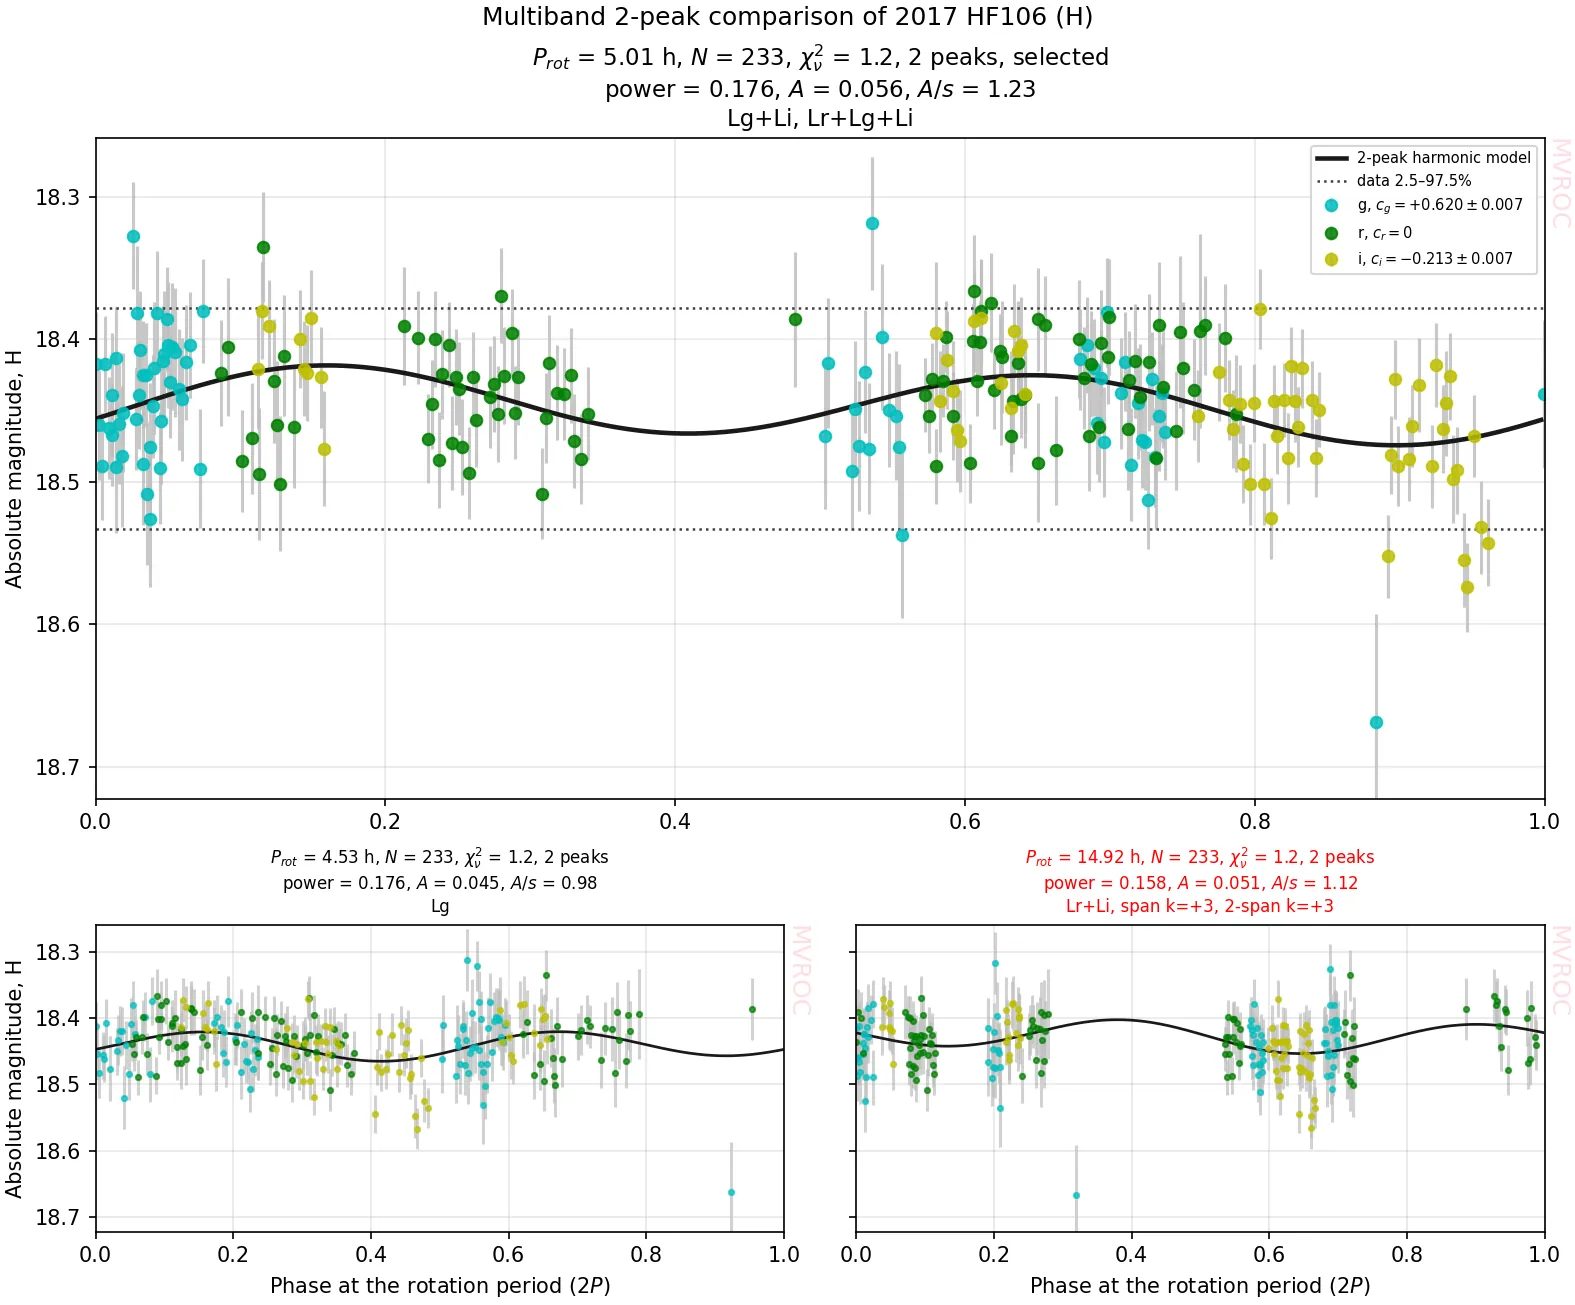 Multiband 2-peak comparison of 2017 HF106 (H)
P_rot = 5.01 h, N = 233, χ²_ν = 1.2, 2 peaks, selected
power = 0.176, A = 0.056, A/s = 1.23
Lg+Li, Lr+Lg+Li
MVROC
2-peak harmonic model
data 2.5–97.5%
g, c_g = +0.620 ± 0.007
r, c_r = 0
i, c_i = −0.213 ± 0.007
Absolute magnitude, H
18.3
18.4
18.5
18.6
18.7
0.0 0.2 0.4 0.6 0.8 1.0
P_rot = 4.53 h, N = 233, χ²_ν = 1.2, 2 peaks
power = 0.176, A = 0.045, A/s = 0.98
Lg
MVROC
Absolute magnitude, H
18.3
18.4
18.5
18.6
18.7
0.0 0.2 0.4 0.6 0.8 1.0
Phase at the rotation period (2P)
P_rot = 14.92 h, N = 233, χ²_ν = 1.2, 2 peaks
power = 0.158, A = 0.051, A/s = 1.12
Lr+Li, span k=+3, 2-span k=+3
MVROC
0.0 0.2 0.4 0.6 0.8 1.0
Phase at the rotation period (2P)